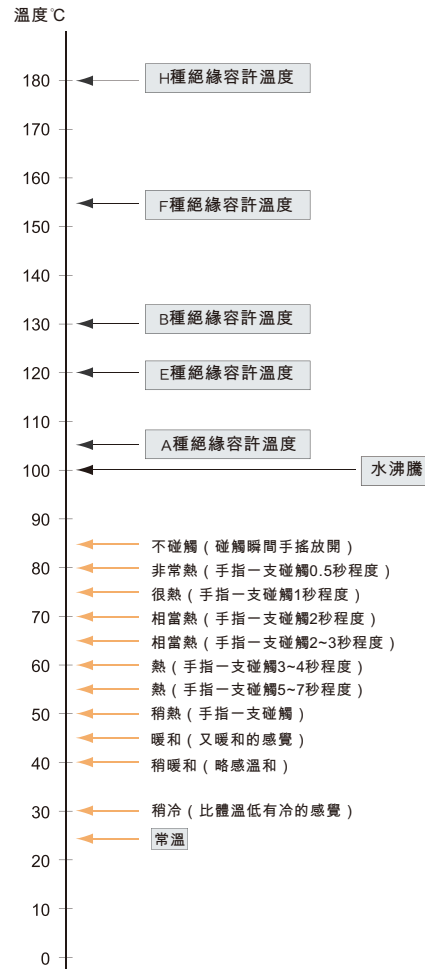 溫度℃
180
H種絕緣容許溫度
170
160
F種絕緣容許溫度
150
140
130
B種絕緣容許溫度
120
E種絕緣容許溫度
110
A種絕緣容許溫度
100
水沸騰
90
不碰觸（碰觸瞬間手搖放開）
80
非常熱（手指一支碰觸0.5秒程度）
很熱（手指一支碰觸1秒程度）
70
相當熱（手指一支碰觸2秒程度）
相當熱（手指一支碰觸2~3秒程度）
60
熱（手指一支碰觸3~4秒程度）
熱（手指一支碰觸5~7秒程度）
50
稍熱（手指一支碰觸）
暖和（又暖和的感覺）
40
稍暖和（略感溫和）
30
稍冷（比體溫低有冷的感覺）
常溫
20
10
0